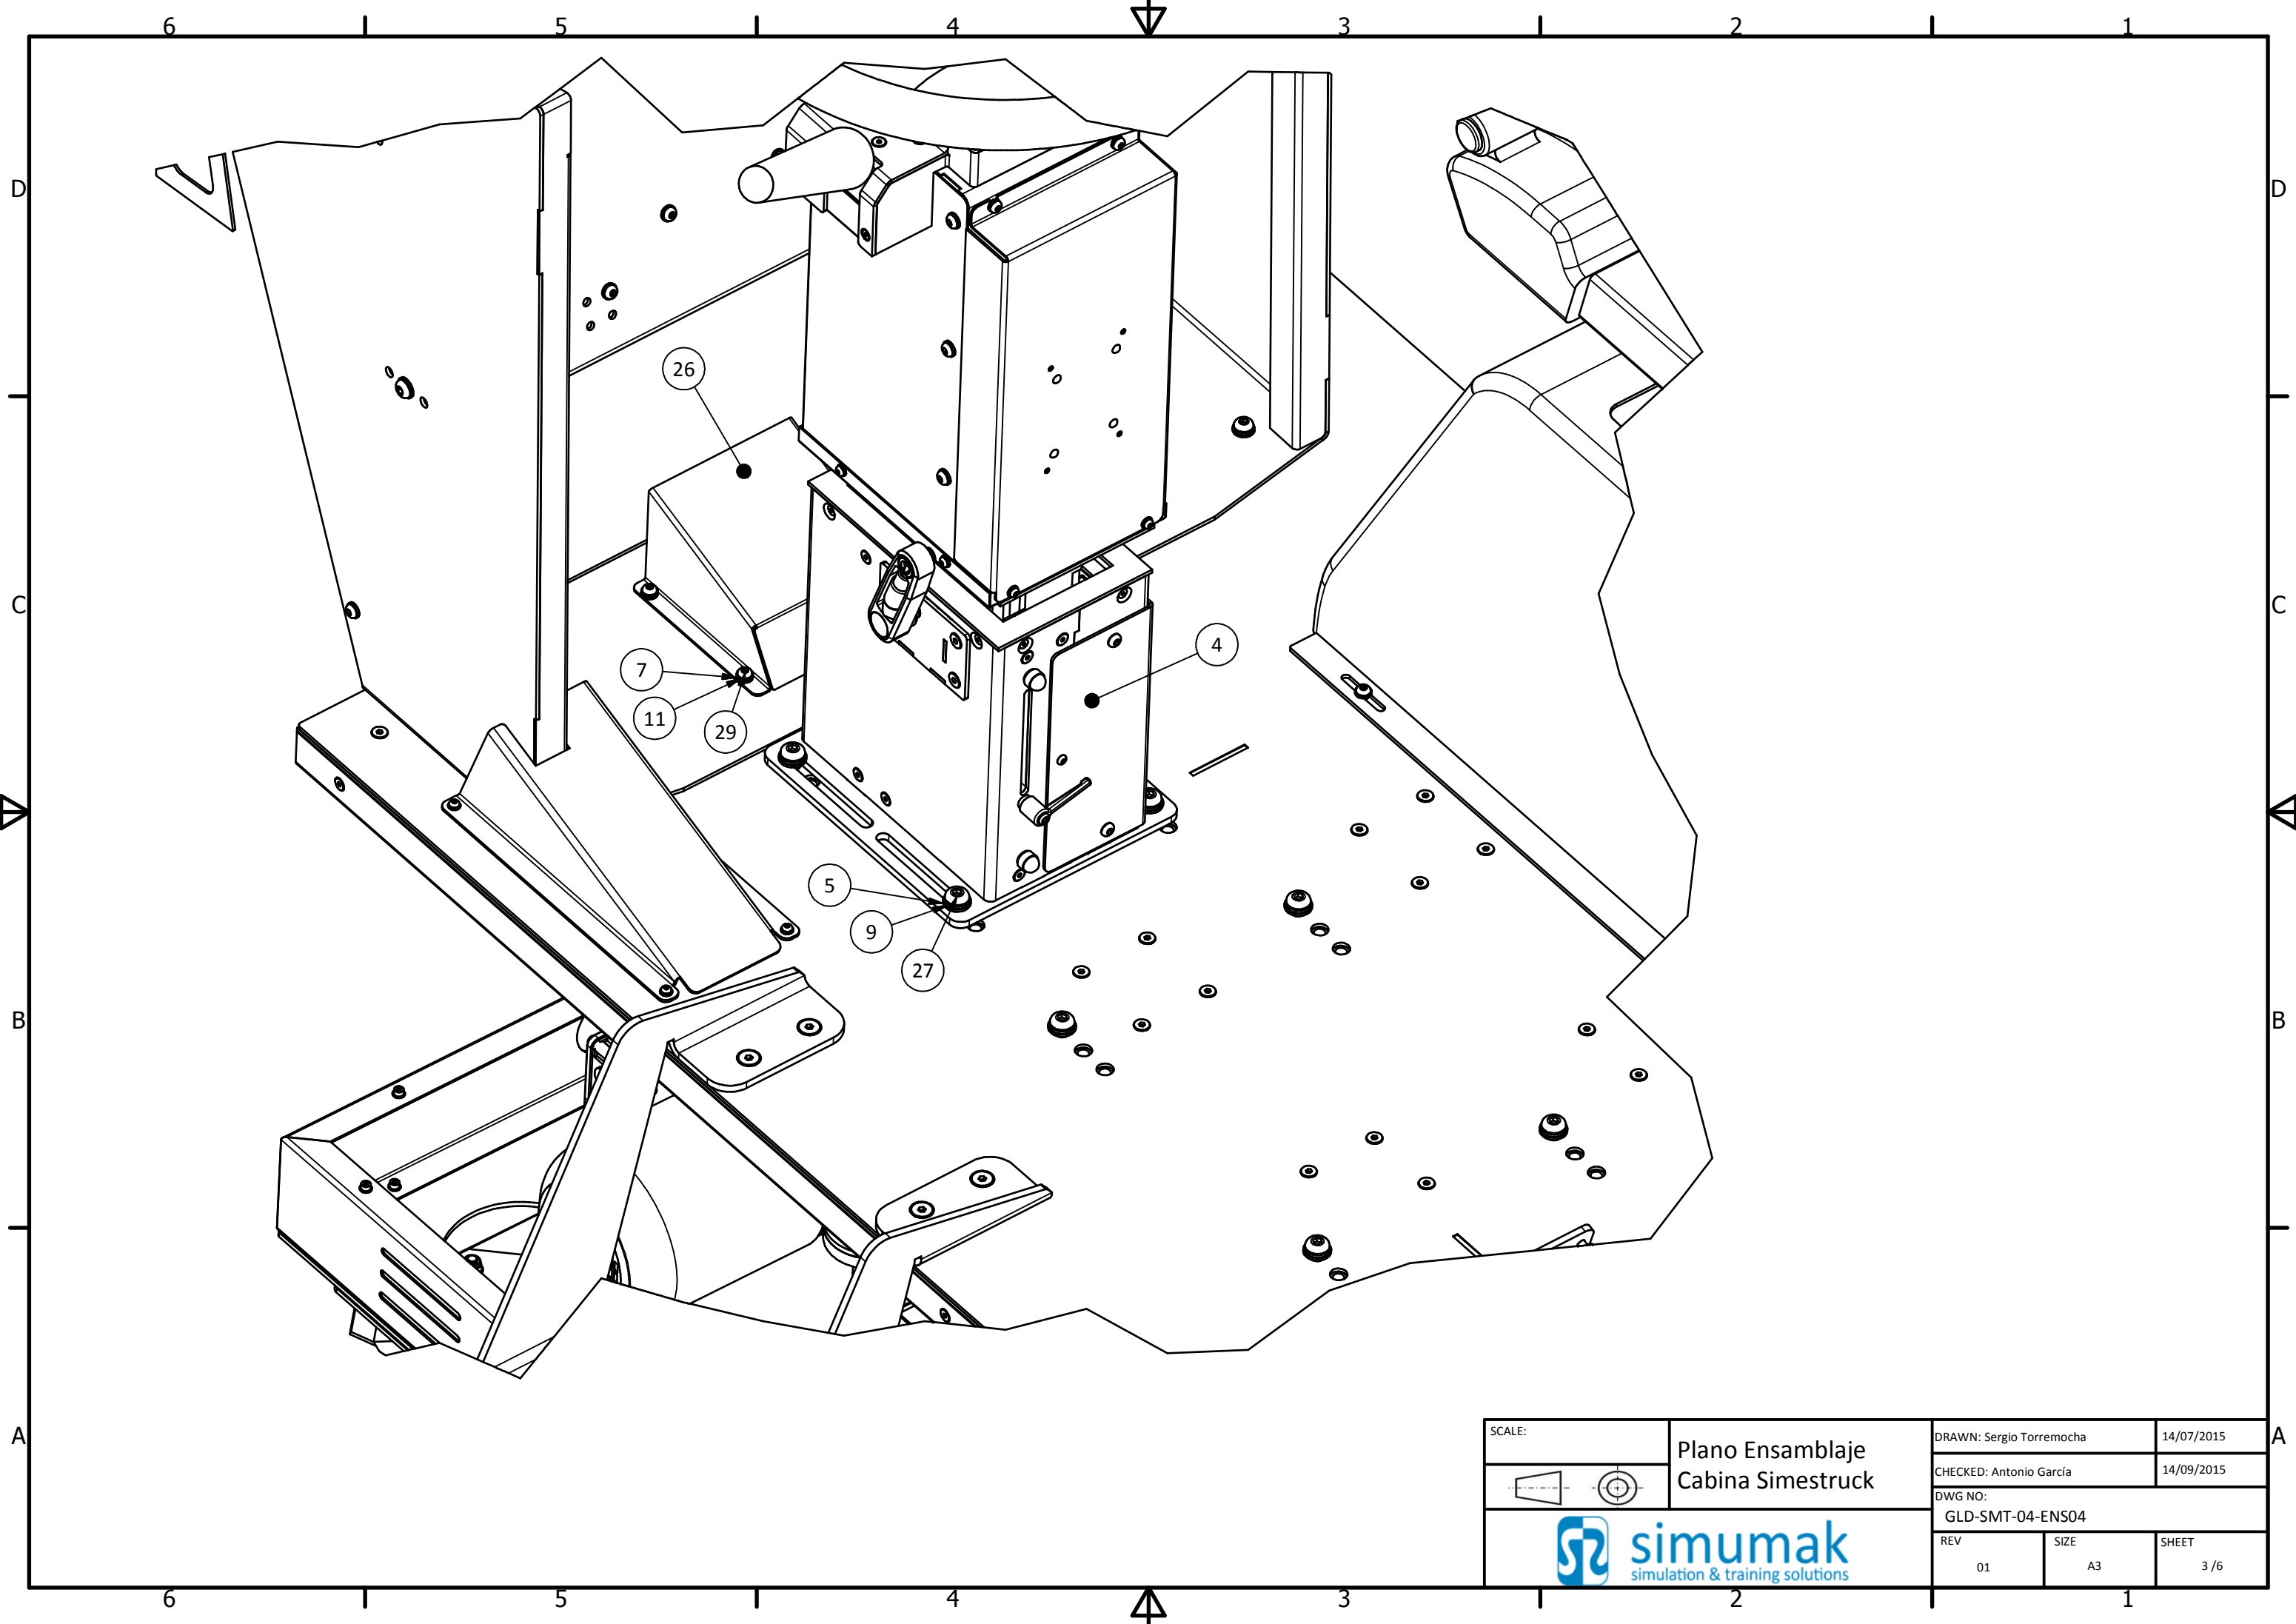 6 5 4 3 2 1
D D
26
C C
7
4
11
29
5
9
27
B B
A A
SCALE:
Plano Ensamblaje
Cabina Simestruck
DRAWN: Sergio Torremocha 14/07/2015
CHECKED: Antonio García 14/09/2015
DWG NO:
GLD-SMT-04-ENS04
REV SIZE SHEET
01 A3 3 /6
simumak
simulation & training solutions
6 5 4 3 2 1